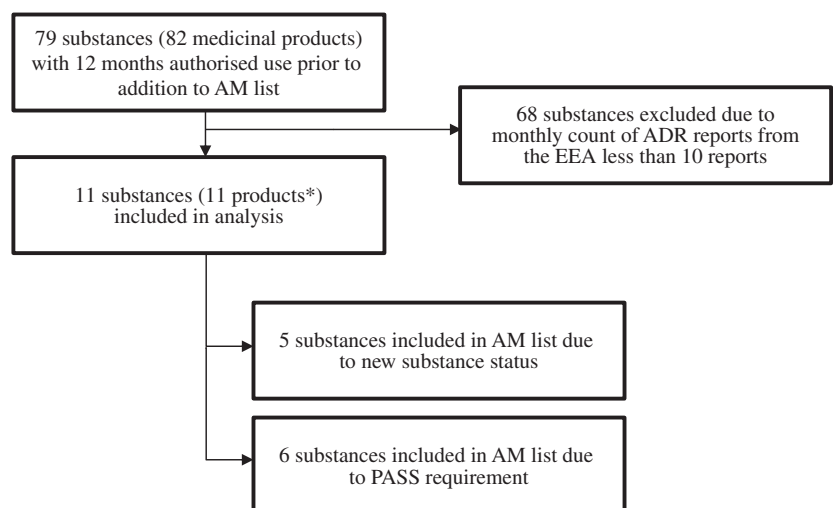 79 substances (82 medicinal products)
with 12 months authorised use prior to
addition to AM list
68 substances excluded due to
monthly count of ADR reports from
the EEA less than 10 reports
11 substances (11 products*)
included in analysis
5 substances included in AM list due
to new substance status
6 substances included in AM list due
to PASS requirement